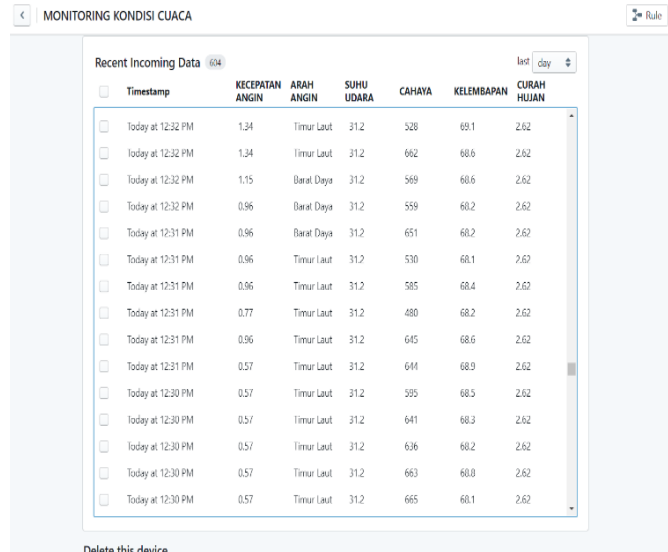 MONITORING KONDISI CUACA
Rule
Recent Incoming Data 604
last day
Timestamp KECEPATAN ANGIN ARAH ANGIN SUHU UDARA CAHAYA KELEMBAPAN CURAH HUJAN
Today at 12:32 PM 1.34 Timur Laut 31.2 528 69.1 2.62
Today at 12:32 PM 1.34 Timur Laut 31.2 662 68.6 2.62
Today at 12:32 PM 1.15 Barat Daya 31.2 569 68.6 2.62
Today at 12:32 PM 0.96 Barat Daya 31.2 559 68.2 2.62
Today at 12:31 PM 0.96 Barat Daya 31.2 651 68.2 2.62
Today at 12:31 PM 0.96 Timur Laut 31.2 530 68.1 2.62
Today at 12:31 PM 0.96 Timur Laut 31.2 585 68.4 2.62
Today at 12:31 PM 0.77 Timur Laut 31.2 480 68.2 2.62
Today at 12:31 PM 0.96 Timur Laut 31.2 645 68.6 2.62
Today at 12:31 PM 0.57 Timur Laut 31.2 644 68.9 2.62
Today at 12:30 PM 0.57 Timur Laut 31.2 595 68.5 2.62
Today at 12:30 PM 0.57 Timur Laut 31.2 641 68.3 2.62
Today at 12:30 PM 0.57 Timur Laut 31.2 636 68.2 2.62
Today at 12:30 PM 0.57 Timur Laut 31.2 663 68.8 2.62
Today at 12:30 PM 0.57 Timur Laut 31.2 665 68.1 2.62
Delete this device